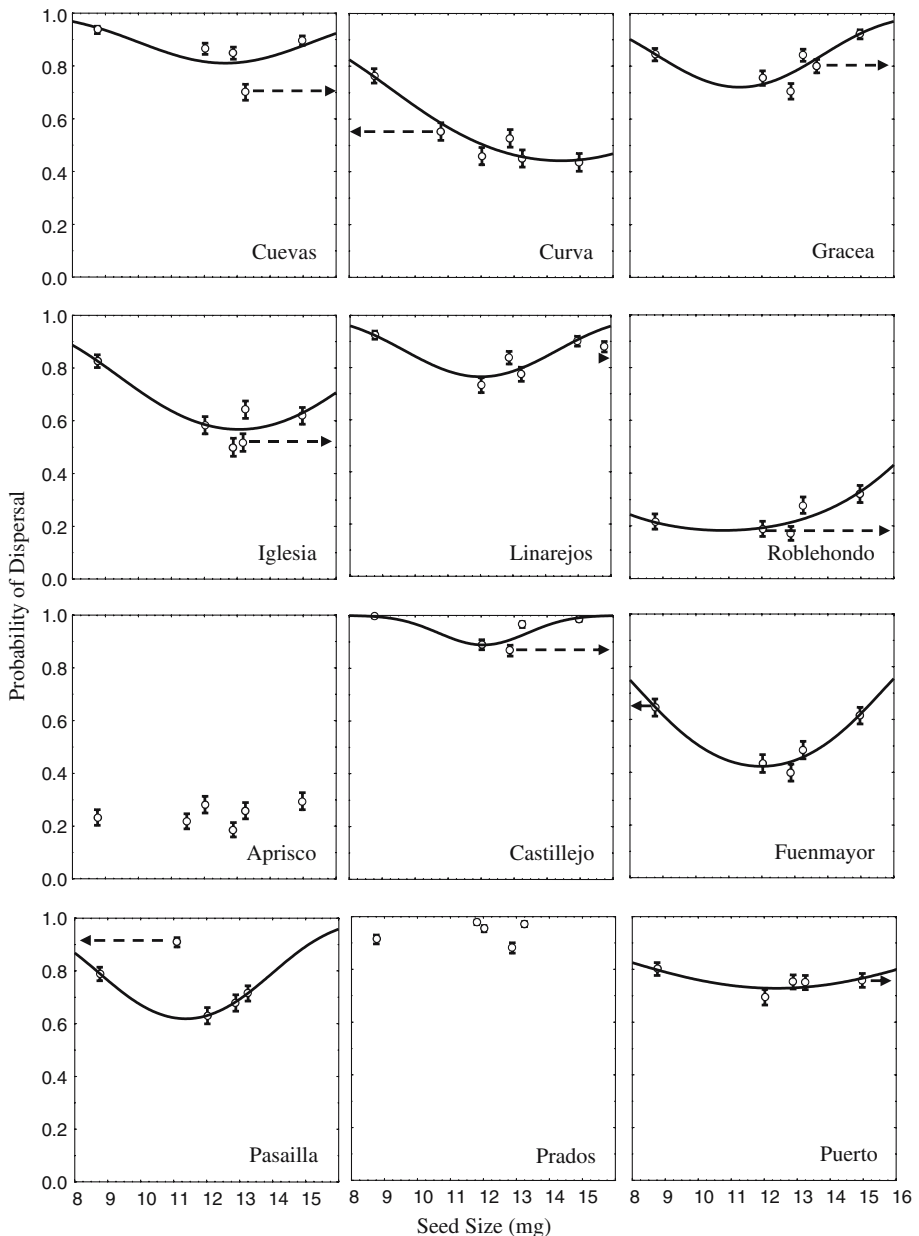 1.0
0.8
0.6
0.4
0.2
0.0
Cuevas
Curva
Gracea
1.0
0.8
0.6
0.4
0.2
0.0
Iglesia
Linarejos
Roblehondo
Probability of Dispersal
1.0
0.8
0.6
0.4
0.2
0.0
Aprisco
Castillejo
Fuenmayor
1.0
0.8
0.6
0.4
0.2
0.0
Pasailla
Prados
Puerto
8 9 10 11 12 13 14 15
8 9 10 11 12 13 14 15
8 9 10 11 12 13 14 15 16
Seed Size (mg)